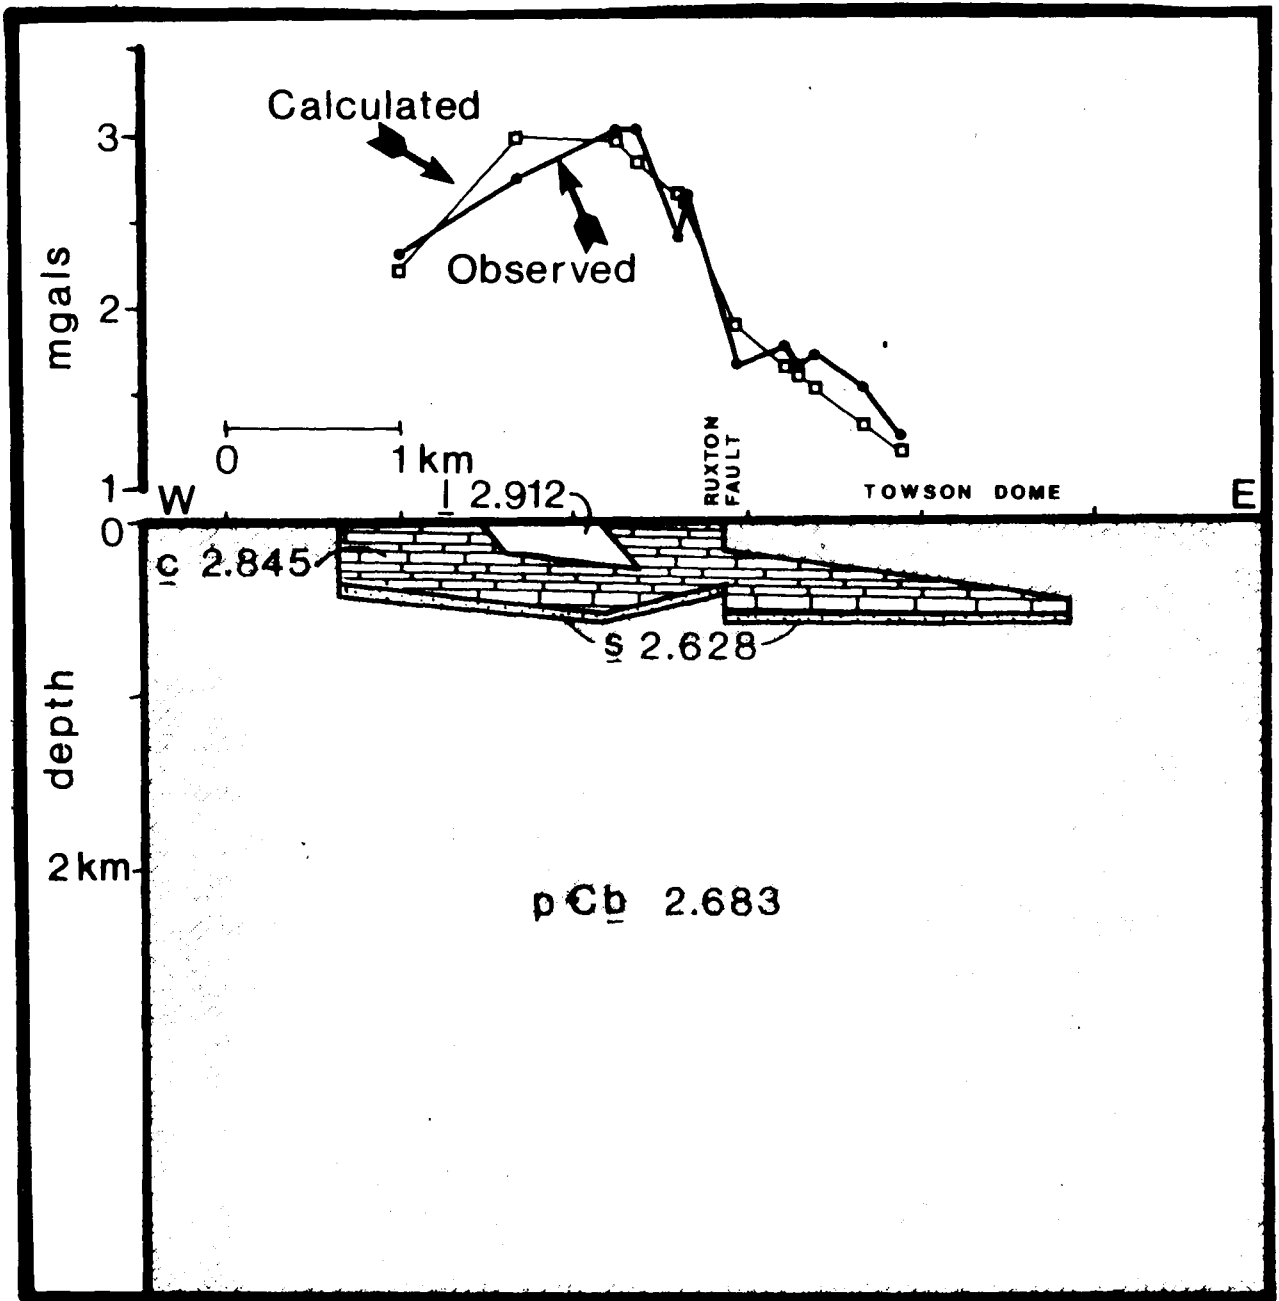 Calculated
3
Observed
mgals
2
RUXTON
FAULT
0 1 km
1
W
l 2.912
TOWSON DOME
E
0
c 2.845
s 2.628
depth
2 km
pЄb 2.683